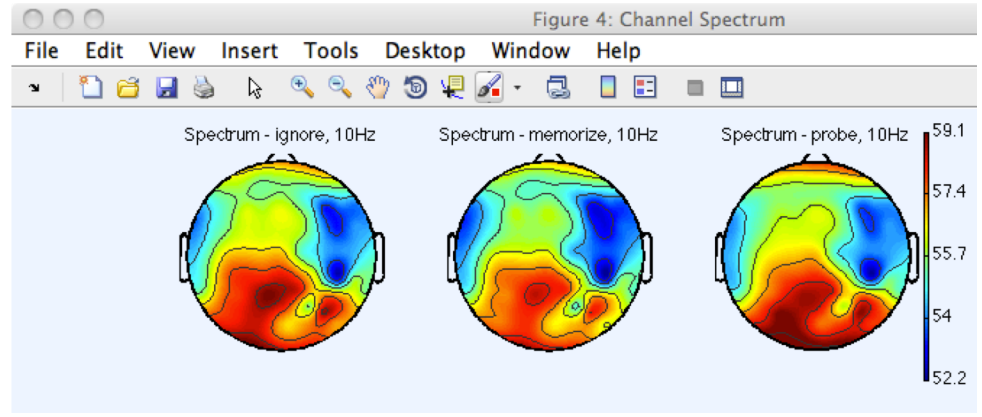 Figure 4: Channel Spectrum
File Edit View Insert Tools Desktop Window Help
Spectrum - ignore, 10Hz
Spectrum - memorize, 10Hz
Spectrum - probe, 10Hz
59.1
57.4
55.7
54
52.2